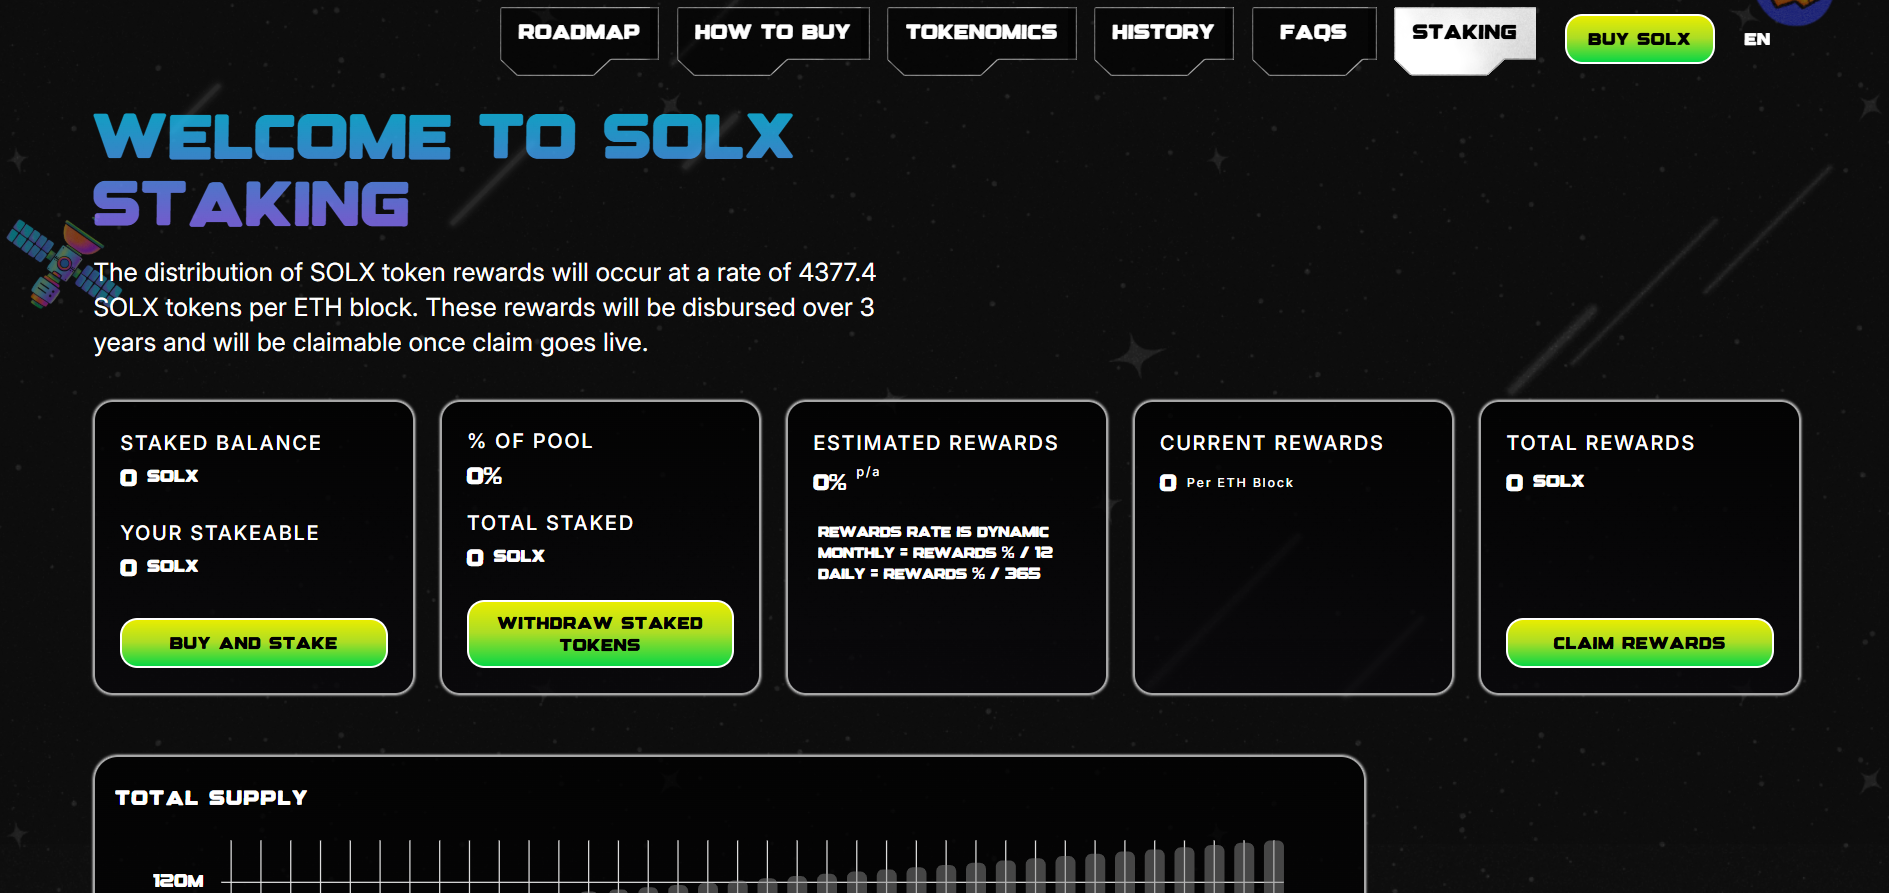 ROADMAP
HOW TO BUY
TOKENOMICS
HISTORY
FAQS
STAKING
BUY SOLX
EN
WELCOME TO SOLX
STAKING
The distribution of SOLX token rewards will occur at a rate of 4377.4
SOLX tokens per ETH block. These rewards will be disbursed over 3
years and will be claimable once claim goes live.
STAKED BALANCE
0 SOLX
YOUR STAKEABLE
0 SOLX
BUY AND STAKE
% OF POOL
0%
TOTAL STAKED
0 SOLX
WITHDRAW STAKED
TOKENS
ESTIMATED REWARDS
0% p/a
REWARDS RATE IS DYNAMIC
MONTHLY = REWARDS % / 12
DAILY = REWARDS % / 365
CURRENT REWARDS
0 Per ETH Block
TOTAL REWARDS
0 SOLX
CLAIM REWARDS
TOTAL SUPPLY
120M